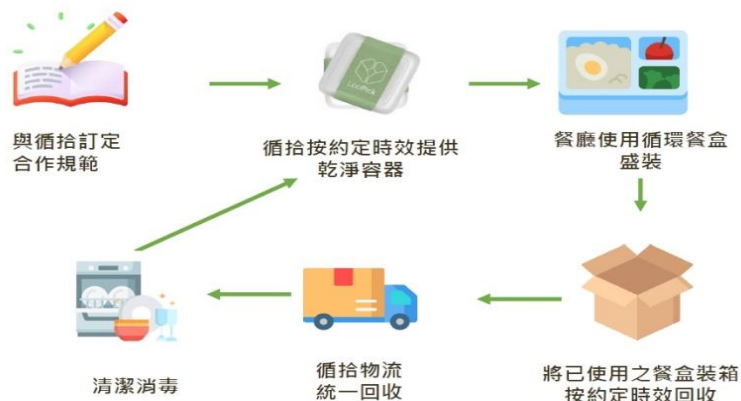 與循拾訂定
合作規範
LooPick
循拾按約定時效提供
乾淨容器
餐廳使用循環餐盒
盛裝
清潔消毒
循拾物流
統一回收
將已使用之餐盒裝箱
按約定時效回收